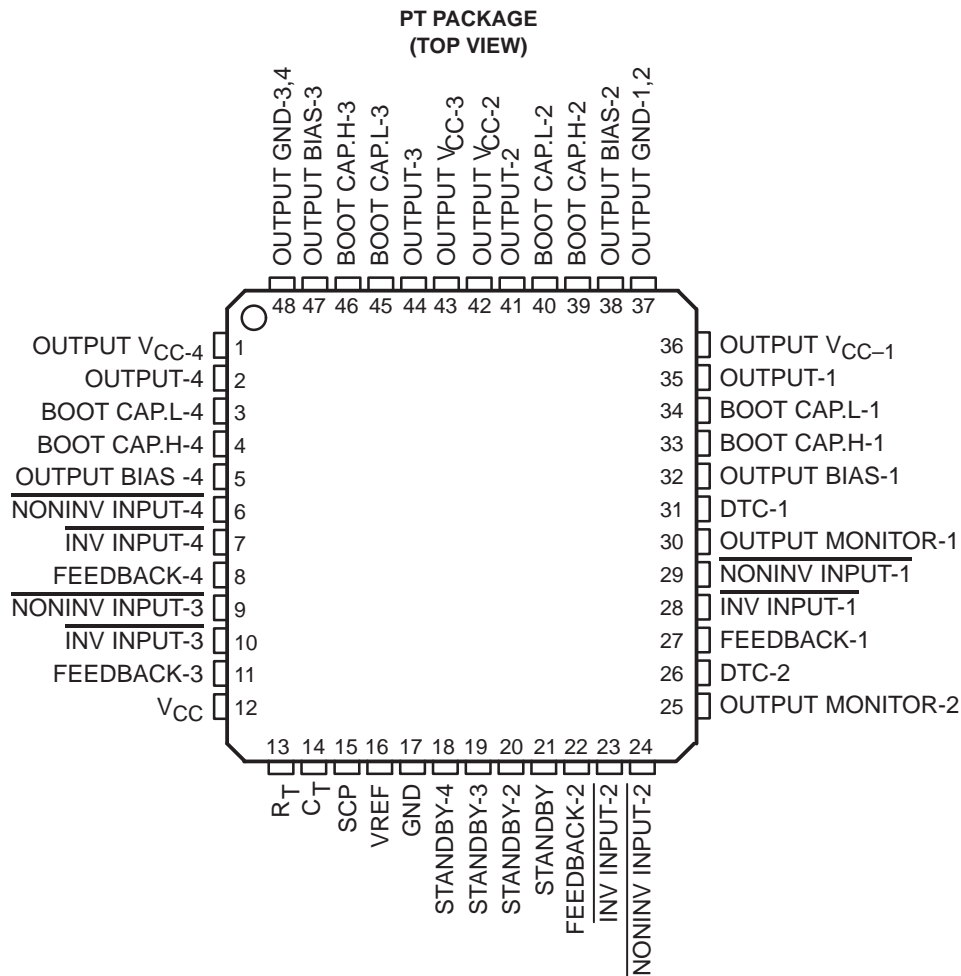 PT PACKAGE
(TOP VIEW)
OUTPUT GND-3,4
OUTPUT BIAS-3
BOOT CAP.H-3
BOOT CAP.L-3
OUTPUT-3
OUTPUT VCC-3
OUTPUT VCC-2
OUTPUT-2
BOOT CAP.L-2
BOOT CAP.H-2
OUTPUT BIAS-2
OUTPUT GND-1,2
48 47 46 45 44 43 42 41 40 39 38 37
OUTPUT VCC-4 1
OUTPUT-4 2
BOOT CAP.L-4 3
BOOT CAP.H-4 4
OUTPUT BIAS -4 5
NONINV INPUT-4 6
INV INPUT-4 7
FEEDBACK-4 8
NONINV INPUT-3 9
INV INPUT-3 10
FEEDBACK-3 11
VCC 12
36 OUTPUT VCC–1
35 OUTPUT-1
34 BOOT CAP.L-1
33 BOOT CAP.H-1
32 OUTPUT BIAS-1
31 DTC-1
30 OUTPUT MONITOR-1
29 NONINV INPUT-1
28 INV INPUT-1
27 FEEDBACK-1
26 DTC-2
25 OUTPUT MONITOR-2
13 14 15 16 17 18 19 20 21 22 23 24
RT
CT
SCP
VREF
GND
STANDBY-4
STANDBY-3
STANDBY-2
STANDBY
FEEDBACK-2
INV INPUT-2
NONINV INPUT-2